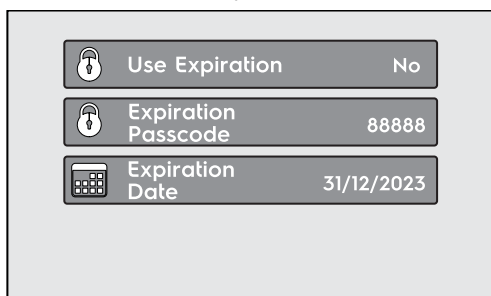 Use Expiration No
Expiration
Passcode 88888
Expiration
Date 31/12/2023